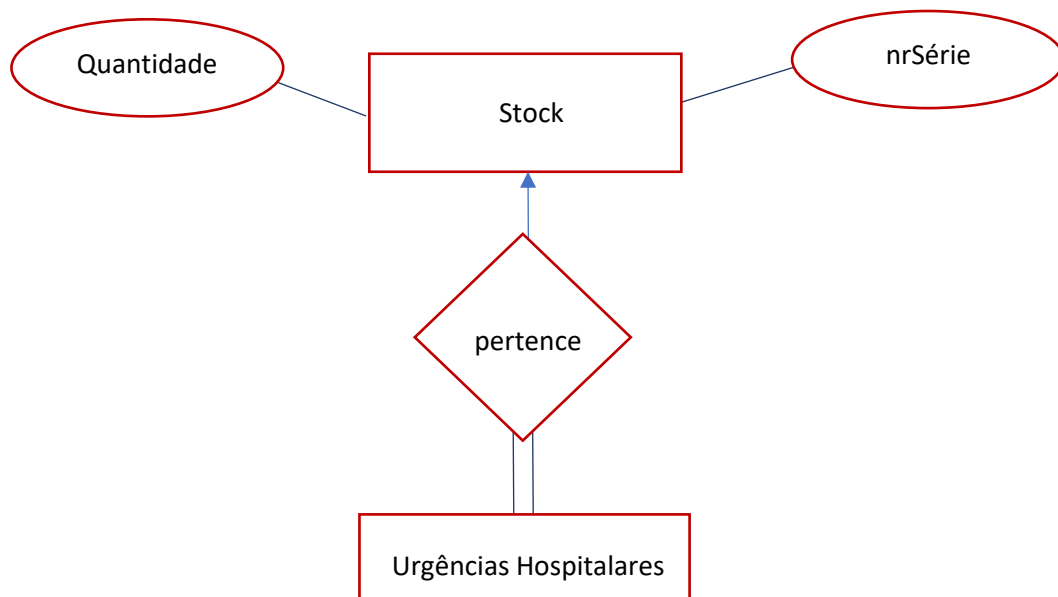 Quantidade
nrSérie
Stock
pertence
Urgências Hospitalares